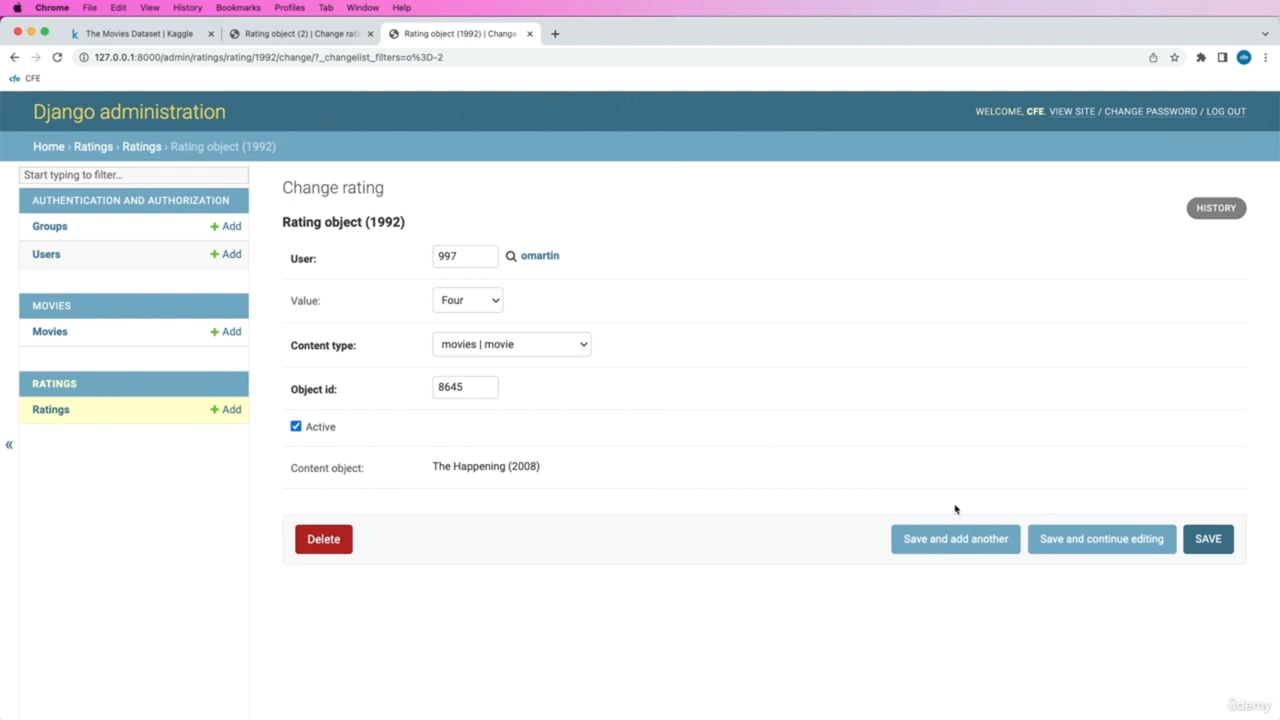 Chrome File Edit View History Bookmarks Profiles Tab Window Help
The Movies Dataset | Kaggle
Rating object (2) | Change rati
Rating object (1992) | Change
127.0.0.1:8000/admin/ratings/rating/1992/change/?_changelist_filters=o%3D-2
cfe
cfe CFE
Django administration
WELCOME, CFE. VIEW SITE / CHANGE PASSWORD / LOG OUT
Home › Ratings › Ratings › Rating object (1992)
Start typing to filter...
AUTHENTICATION AND AUTHORIZATION
Groups + Add
Users + Add
MOVIES
Movies + Add
RATINGS
Ratings + Add
«
Change rating
HISTORY
Rating object (1992)
User: 997 omartin
Value: Four
Content type: movies | movie
Object id: 8645
Active
Content object: The Happening (2008)
Delete
Save and add another
Save and continue editing
SAVE
ûdemy